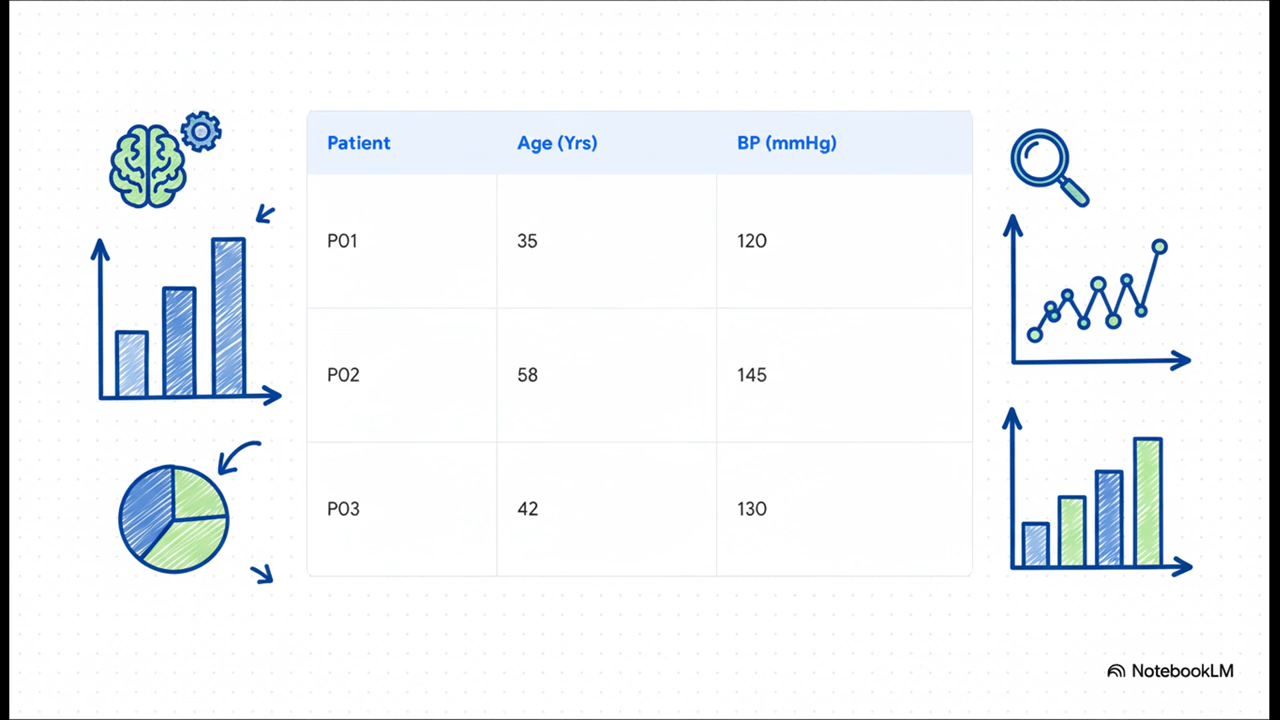 Patient Age (Yrs) BP (mmHg)
P01 35 120
P02 58 145
P03 42 130
NotebookLM